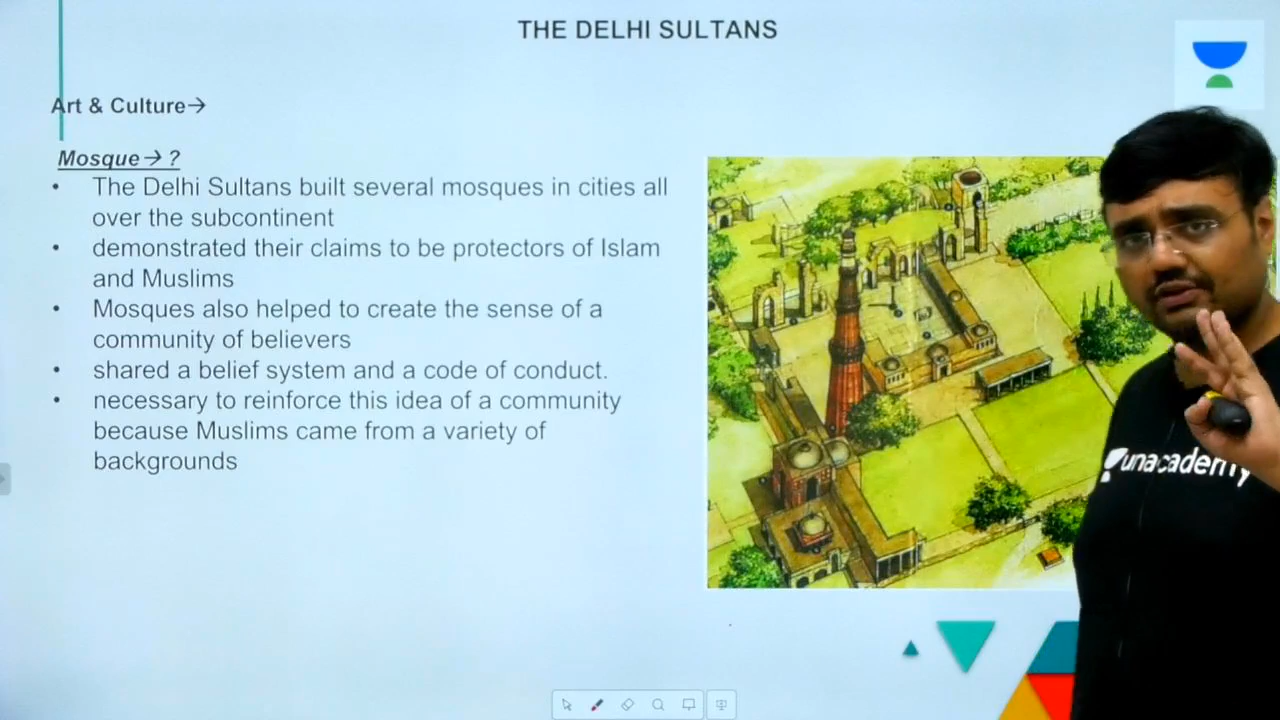 THE DELHI SULTANS
Art & Culture→
Mosque→ ?
• The Delhi Sultans built several mosques in cities all
over the subcontinent
• demonstrated their claims to be protectors of Islam
and Muslims
• Mosques also helped to create the sense of a
community of believers
• shared a belief system and a code of conduct.
• necessary to reinforce this idea of a community
because Muslims came from a variety of
backgrounds
unacademy